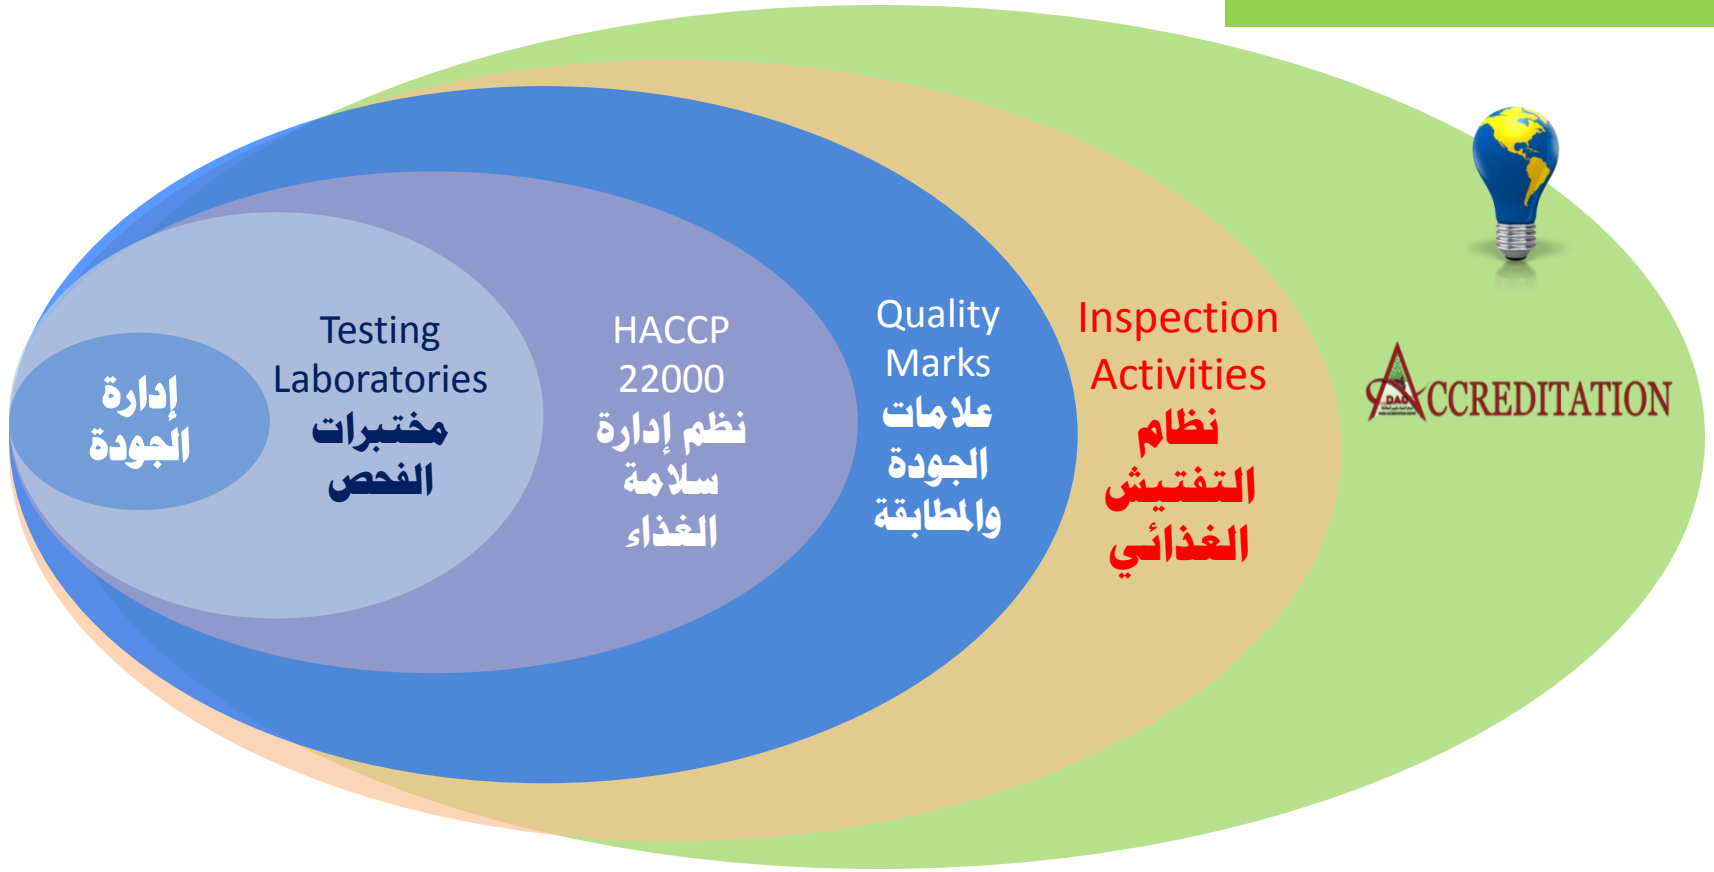 إدارة
الجودة
Testing
Laboratories
مختبرات
الفحص
HACCP
22000
نظم إدارة
سلامة
الغذاء
Quality
Marks
علامات
الجودة
والمطابقة
Inspection
Activities
نظام
التفتيش
الغذائي
ACCREDITATION
DAC